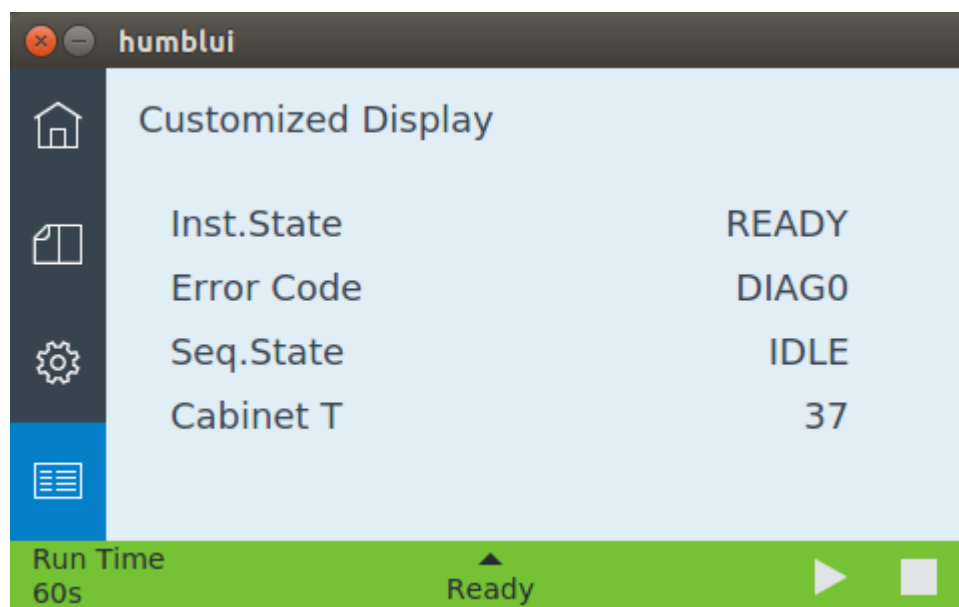 humblui
Customized Display
Inst.State READY
Error Code DIAG0
Seq.State IDLE
Cabinet T 37
Run Time
60s
Ready